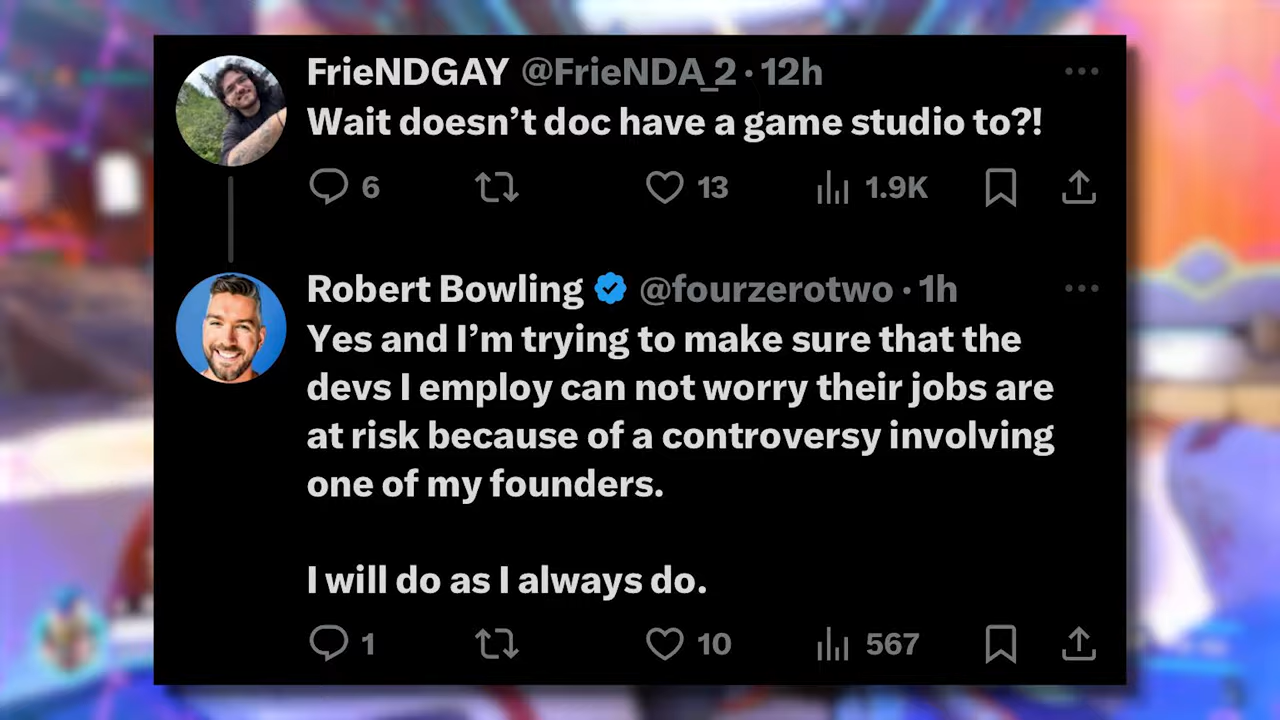 FrieNDGAY @FrieNDA_2 · 12h
Wait doesn’t doc have a game studio to?!
6 13 1.9K
Robert Bowling @fourzerotwo · 1h
Yes and I’m trying to make sure that the
devs I employ can not worry their jobs are
at risk because of a controversy involving
one of my founders.
I will do as I always do.
1 10 567